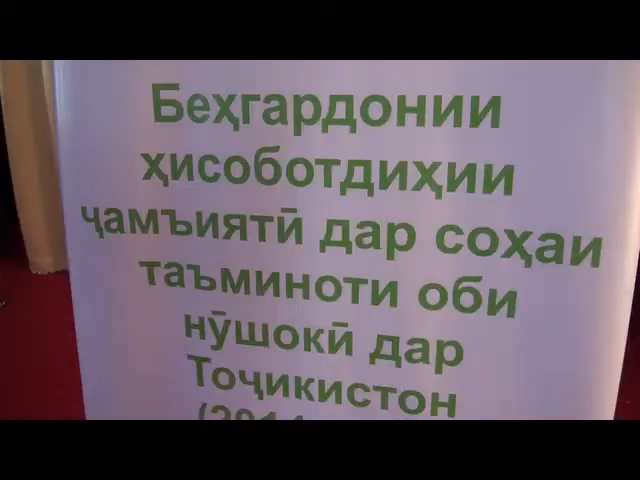 Беҳгардонии
ҳисоботдиҳии
ҷамъиятӣ дар соҳаи
таъминоти оби
нӯшокӣ дар
Тоҷикистон